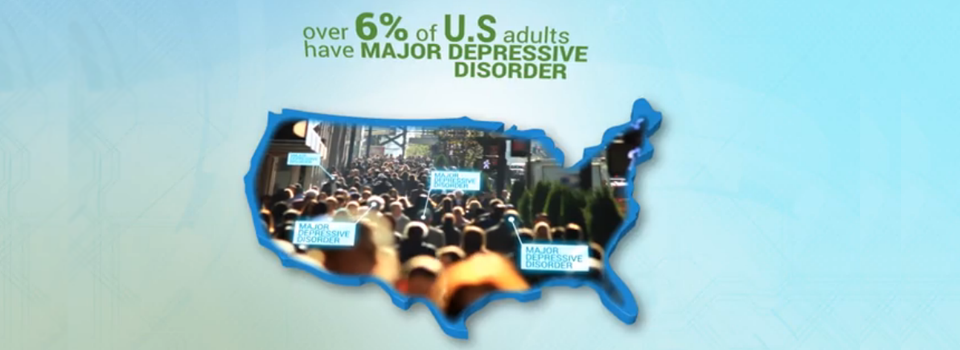 over 6% of U.S adults
have MAJOR DEPRESSIVE
DISORDER
MAJOR
DEPRESSIVE
DISORDER
MAJOR
DEPRESSIVE
DISORDER
MAJOR
DEPRESSIVE
DISORDER